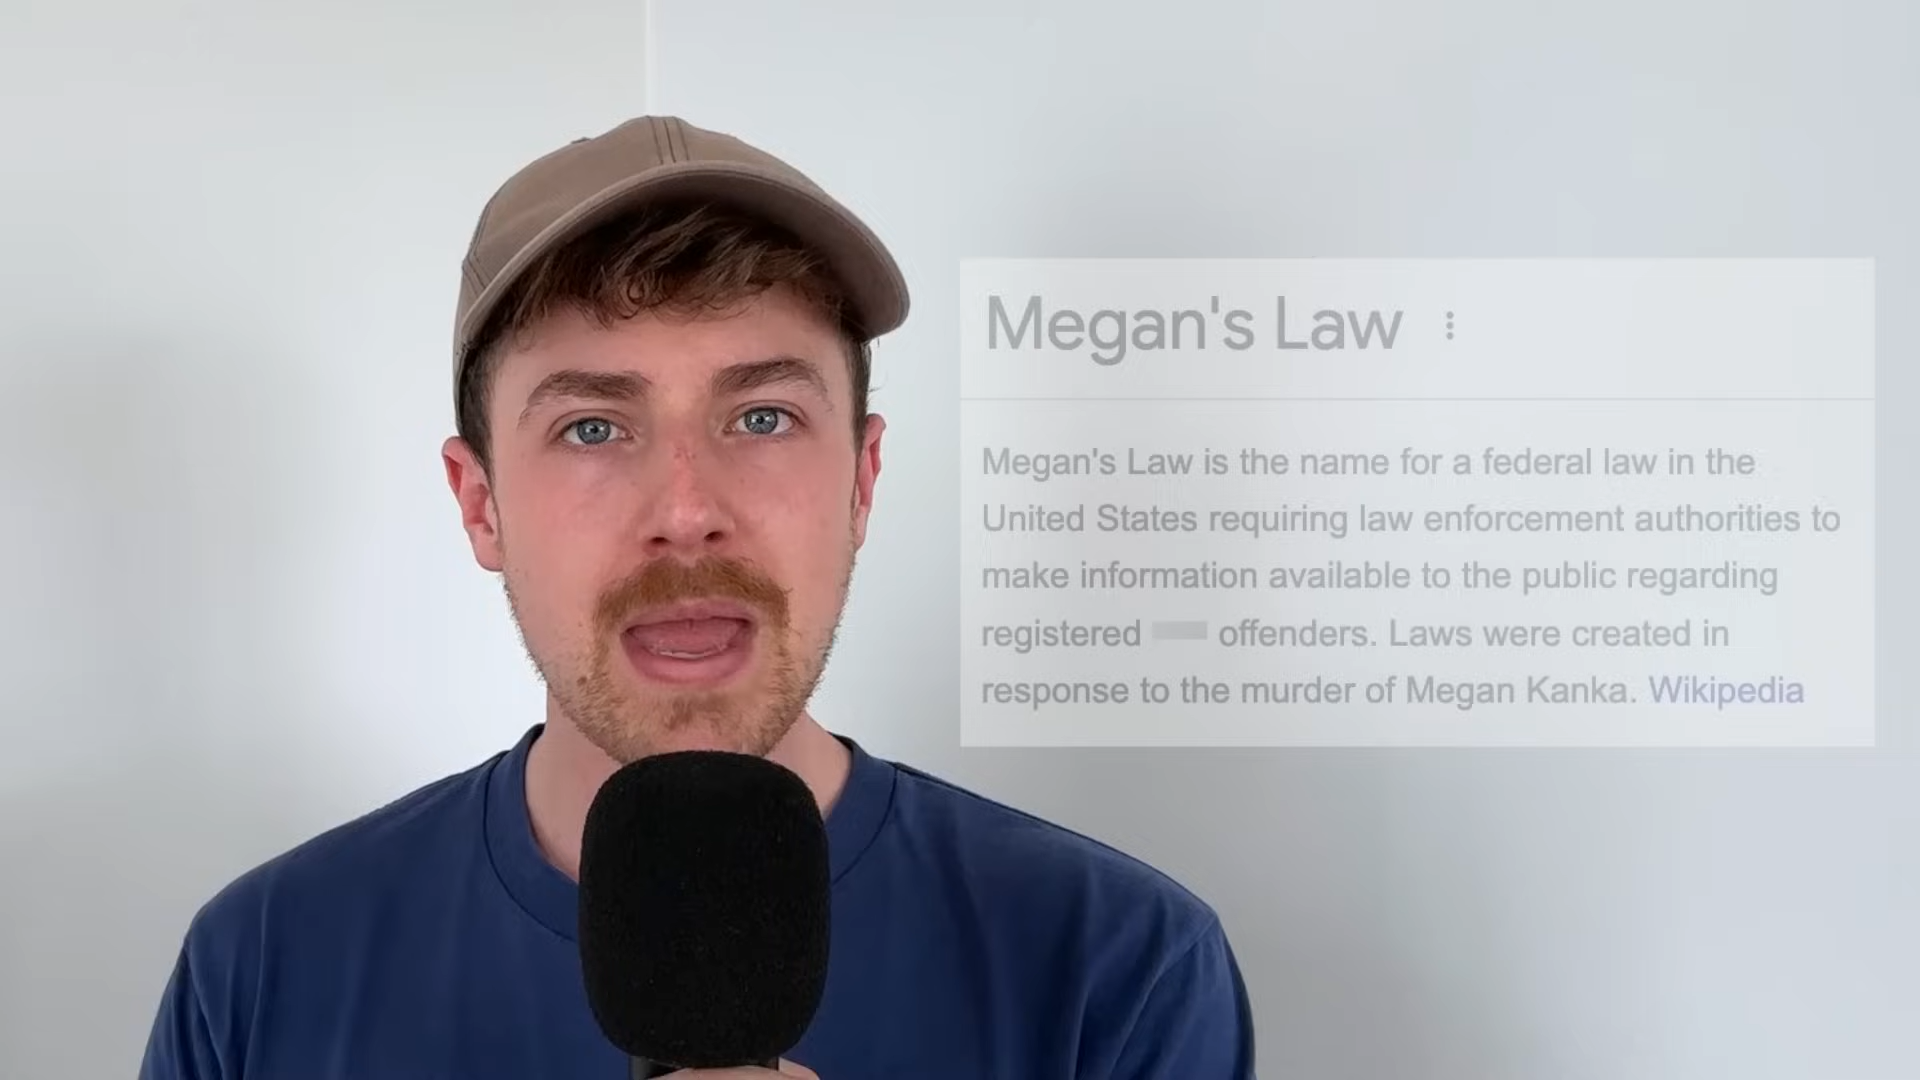 Megan's Law
Megan's Law is the name for a federal law in the
United States requiring law enforcement authorities to
make information available to the public regarding
registered offenders. Laws were created in
response to the murder of Megan Kanka. Wikipedia